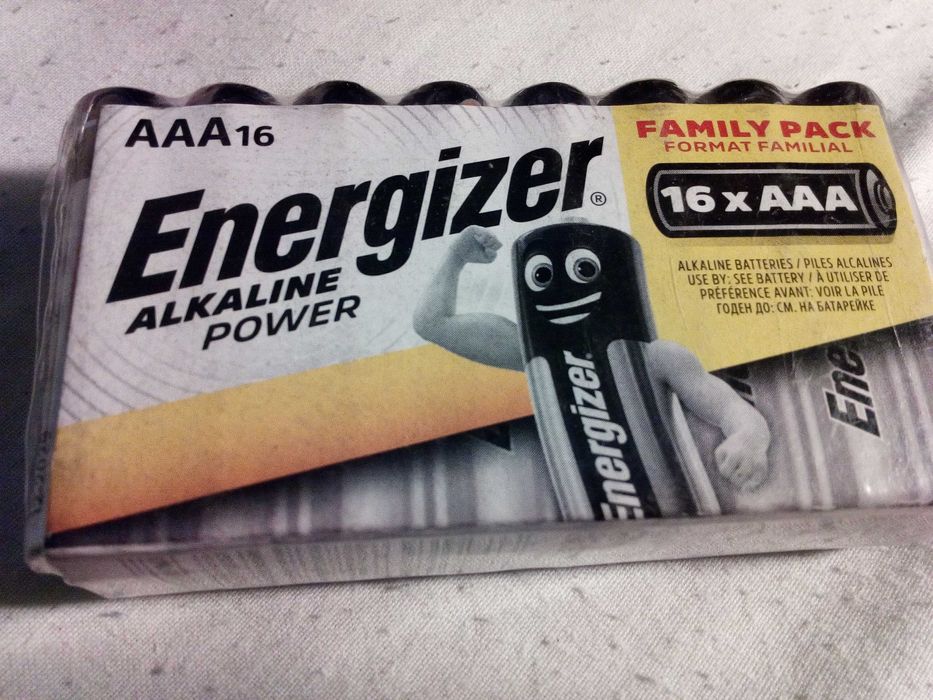 AAA16
Energizer®
ALKALINE
POWER
FAMILY PACK
FORMAT FAMILIAL
16 x AAA
ALKALINE BATTERIES / PILES ALCALINES
USE BY: SEE BATTERY / À UTILISER DE
PRÉFÉRENCE AVANT: VOIR LA PILE
ГОДЕН ДО: СМ. НА БАТАРЕЙКЕ
Energizer.
Ene